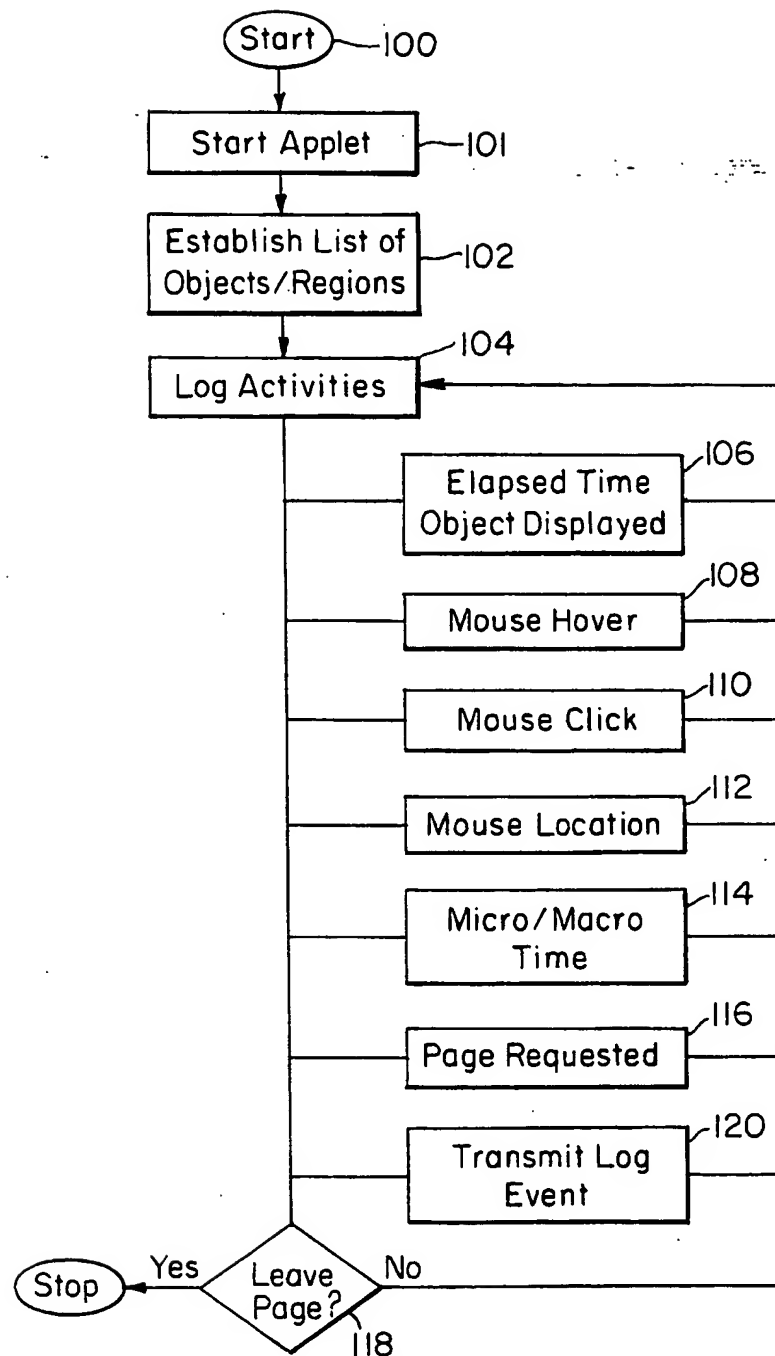 Start
100
Start Applet
101
Establish List of
Objects/Regions
102
104
Log Activities
106
Elapsed Time
Object Displayed
108
Mouse Hover
110
Mouse Click
112
Mouse Location
114
Micro/Macro
Time
116
Page Requested
120
Transmit Log
Event
Yes
No
Stop
Leave
Page?
118